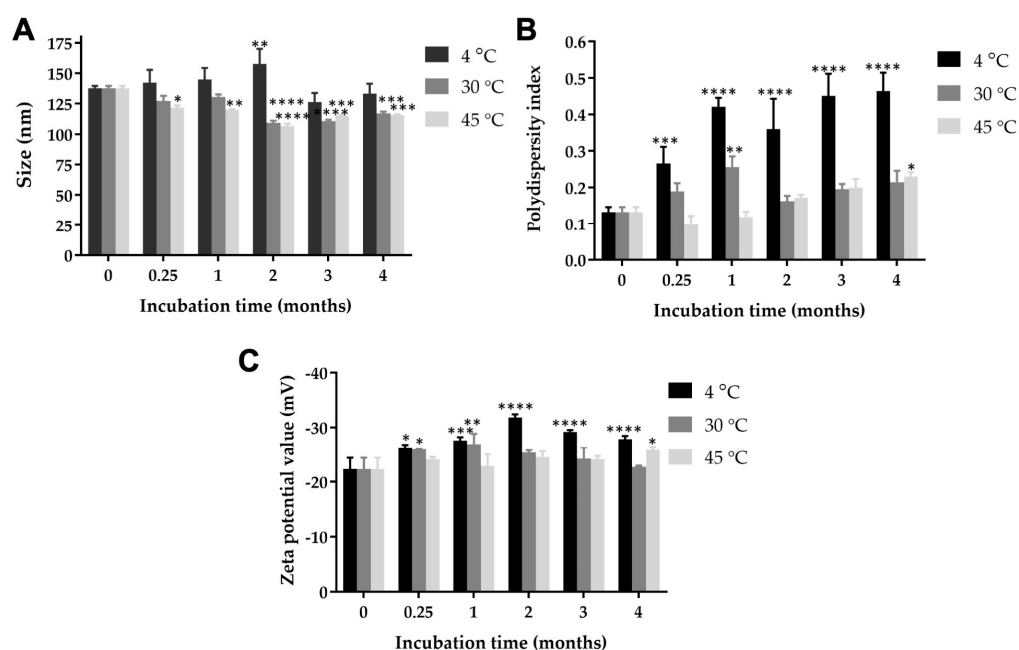 A
Size (nm)
175
150
125
100
75
50
25
0
**
*
**
****
****
***
****
***
***
4 °C
30 °C
45 °C
0 0.25 1 2 3 4
Incubation time (months)
B
Polydispersity index
0.6
0.5
0.4
0.3
0.2
0.1
0.0
***
****
**
****
****
****
*
4 °C
30 °C
45 °C
0 0.25 1 2 3 4
Incubation time (months)
C
Zeta potential value (mV)
-40
-30
-20
-10
0
* *
**
***
****
****
****
*
4 °C
30 °C
45 °C
0 0.25 1 2 3 4
Incubation time (months)